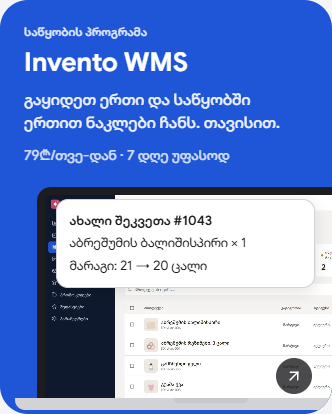 საწყობის პროგრამა
Invento WMS
გაყიდეთ ერთი და საწყობში
ერთით ნაკლები ჩანს. თავისით.
79₾/თვე-დან · 7 დღე უფასოდ
ახალი შეკვეთა #1043
აბრეშუმის ბალიშისპირი × 1
მარაგი: 21 → 20 ცალი
2